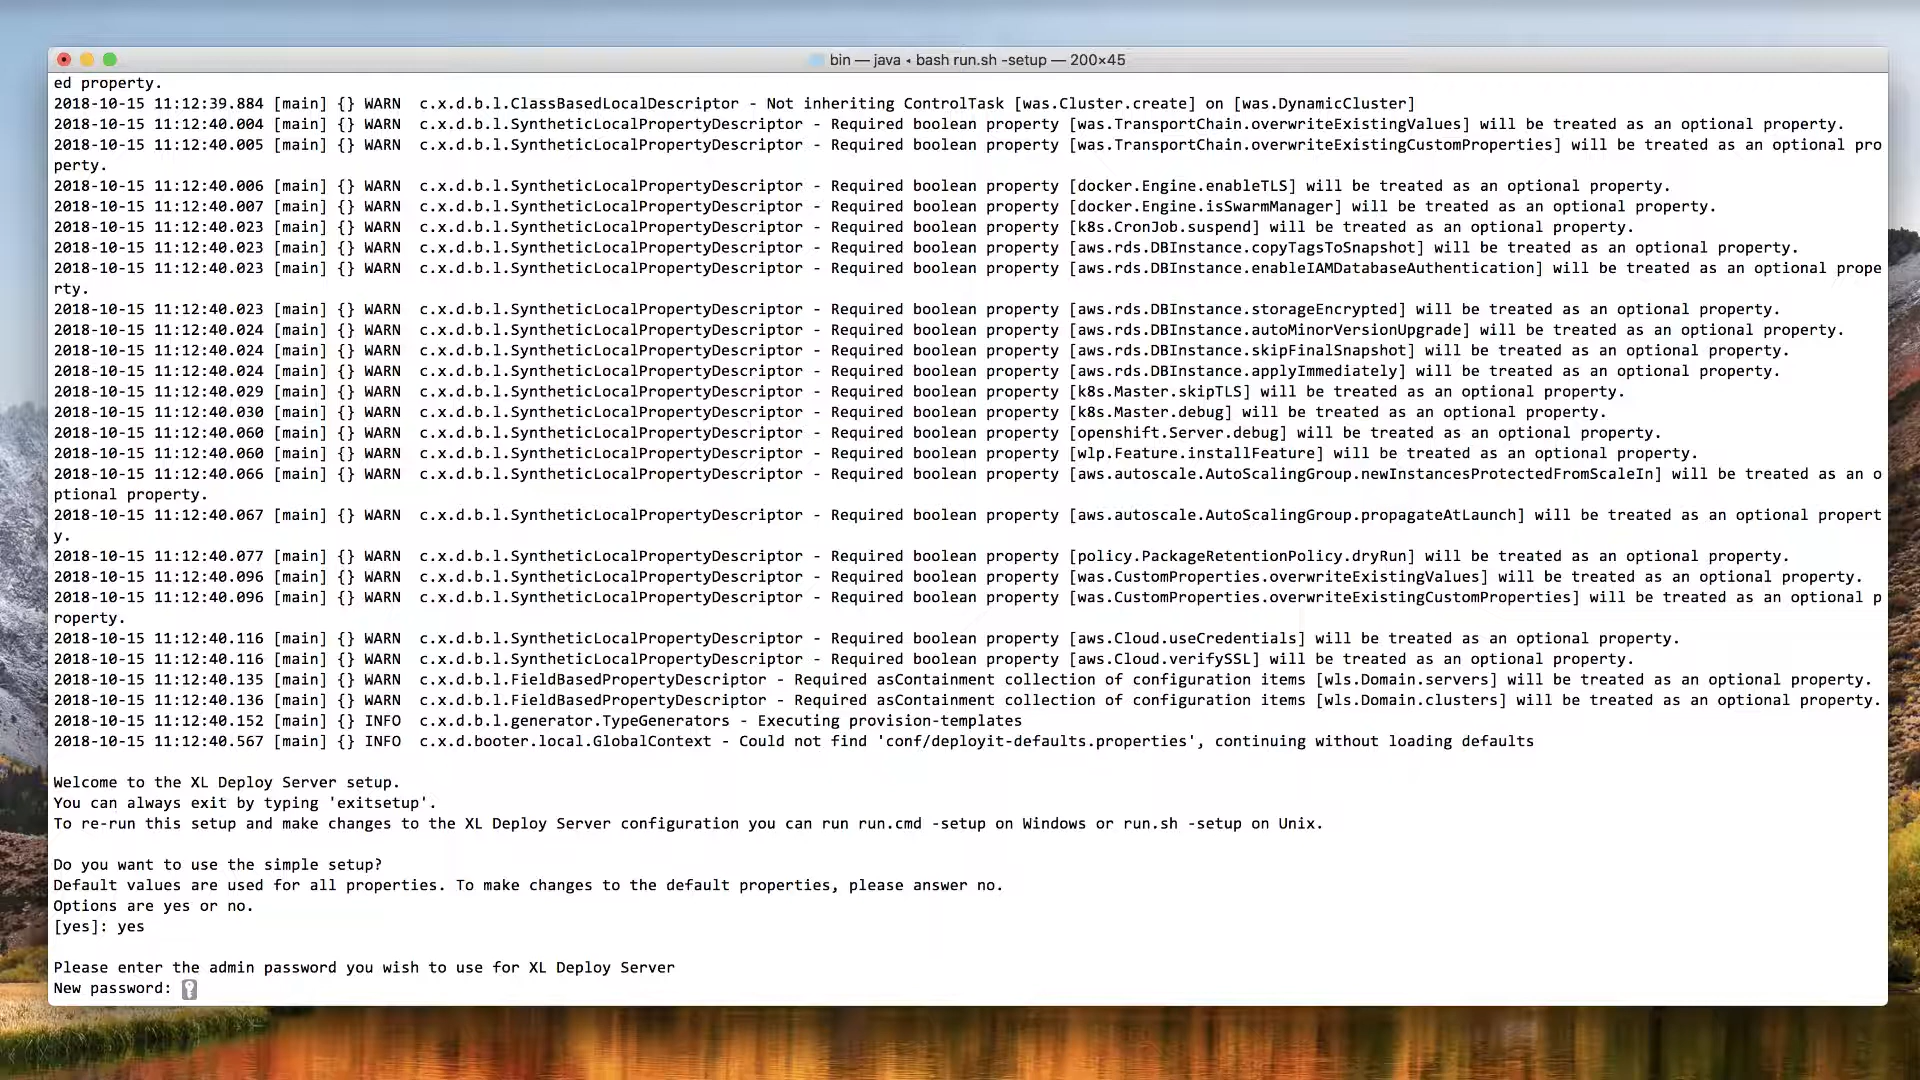 bin — java ◂ bash run.sh -setup — 200×45
ed property.
2018-10-15 11:12:39.884 [main] {} WARN  c.x.d.b.l.ClassBasedLocalDescriptor - Not inheriting ControlTask [was.Cluster.create] on [was.DynamicCluster]
2018-10-15 11:12:40.004 [main] {} WARN  c.x.d.b.l.SyntheticLocalPropertyDescriptor - Required boolean property [was.TransportChain.overwriteExistingValues] will be treated as an optional property.
2018-10-15 11:12:40.005 [main] {} WARN  c.x.d.b.l.SyntheticLocalPropertyDescriptor - Required boolean property [was.TransportChain.overwriteExistingCustomProperties] will be treated as an optional pro
perty.
2018-10-15 11:12:40.006 [main] {} WARN  c.x.d.b.l.SyntheticLocalPropertyDescriptor - Required boolean property [docker.Engine.enableTLS] will be treated as an optional property.
2018-10-15 11:12:40.007 [main] {} WARN  c.x.d.b.l.SyntheticLocalPropertyDescriptor - Required boolean property [docker.Engine.isSwarmManager] will be treated as an optional property.
2018-10-15 11:12:40.023 [main] {} WARN  c.x.d.b.l.SyntheticLocalPropertyDescriptor - Required boolean property [k8s.CronJob.suspend] will be treated as an optional property.
2018-10-15 11:12:40.023 [main] {} WARN  c.x.d.b.l.SyntheticLocalPropertyDescriptor - Required boolean property [aws.rds.DBInstance.copyTagsToSnapshot] will be treated as an optional property.
2018-10-15 11:12:40.023 [main] {} WARN  c.x.d.b.l.SyntheticLocalPropertyDescriptor - Required boolean property [aws.rds.DBInstance.enableIAMDatabaseAuthentication] will be treated as an optional prope
rty.
2018-10-15 11:12:40.023 [main] {} WARN  c.x.d.b.l.SyntheticLocalPropertyDescriptor - Required boolean property [aws.rds.DBInstance.storageEncrypted] will be treated as an optional property.
2018-10-15 11:12:40.024 [main] {} WARN  c.x.d.b.l.SyntheticLocalPropertyDescriptor - Required boolean property [aws.rds.DBInstance.autoMinorVersionUpgrade] will be treated as an optional property.
2018-10-15 11:12:40.024 [main] {} WARN  c.x.d.b.l.SyntheticLocalPropertyDescriptor - Required boolean property [aws.rds.DBInstance.skipFinalSnapshot] will be treated as an optional property.
2018-10-15 11:12:40.024 [main] {} WARN  c.x.d.b.l.SyntheticLocalPropertyDescriptor - Required boolean property [aws.rds.DBInstance.applyImmediately] will be treated as an optional property.
2018-10-15 11:12:40.029 [main] {} WARN  c.x.d.b.l.SyntheticLocalPropertyDescriptor - Required boolean property [k8s.Master.skipTLS] will be treated as an optional property.
2018-10-15 11:12:40.030 [main] {} WARN  c.x.d.b.l.SyntheticLocalPropertyDescriptor - Required boolean property [k8s.Master.debug] will be treated as an optional property.
2018-10-15 11:12:40.060 [main] {} WARN  c.x.d.b.l.SyntheticLocalPropertyDescriptor - Required boolean property [openshift.Server.debug] will be treated as an optional property.
2018-10-15 11:12:40.060 [main] {} WARN  c.x.d.b.l.SyntheticLocalPropertyDescriptor - Required boolean property [wlp.Feature.installFeature] will be treated as an optional property.
2018-10-15 11:12:40.066 [main] {} WARN  c.x.d.b.l.SyntheticLocalPropertyDescriptor - Required boolean property [aws.autoscale.AutoScalingGroup.newInstancesProtectedFromScaleIn] will be treated as an o
ptional property.
2018-10-15 11:12:40.067 [main] {} WARN  c.x.d.b.l.SyntheticLocalPropertyDescriptor - Required boolean property [aws.autoscale.AutoScalingGroup.propagateAtLaunch] will be treated as an optional propert
y.
2018-10-15 11:12:40.077 [main] {} WARN  c.x.d.b.l.SyntheticLocalPropertyDescriptor - Required boolean property [policy.PackageRetentionPolicy.dryRun] will be treated as an optional property.
2018-10-15 11:12:40.096 [main] {} WARN  c.x.d.b.l.SyntheticLocalPropertyDescriptor - Required boolean property [was.CustomProperties.overwriteExistingValues] will be treated as an optional property.
2018-10-15 11:12:40.096 [main] {} WARN  c.x.d.b.l.SyntheticLocalPropertyDescriptor - Required boolean property [was.CustomProperties.overwriteExistingCustomProperties] will be treated as an optional p
roperty.
2018-10-15 11:12:40.116 [main] {} WARN  c.x.d.b.l.SyntheticLocalPropertyDescriptor - Required boolean property [aws.Cloud.useCredentials] will be treated as an optional property.
2018-10-15 11:12:40.116 [main] {} WARN  c.x.d.b.l.SyntheticLocalPropertyDescriptor - Required boolean property [aws.Cloud.verifySSL] will be treated as an optional property.
2018-10-15 11:12:40.135 [main] {} WARN  c.x.d.b.l.FieldBasedPropertyDescriptor - Required asContainment collection of configuration items [wls.Domain.servers] will be treated as an optional property.
2018-10-15 11:12:40.136 [main] {} WARN  c.x.d.b.l.FieldBasedPropertyDescriptor - Required asContainment collection of configuration items [wls.Domain.clusters] will be treated as an optional property.
2018-10-15 11:12:40.152 [main] {} INFO  c.x.d.b.l.generator.TypeGenerators - Executing provision-templates
2018-10-15 11:12:40.567 [main] {} INFO  c.x.d.booter.local.GlobalContext - Could not find 'conf/deployit-defaults.properties', continuing without loading defaults
Welcome to the XL Deploy Server setup.
You can always exit by typing 'exitsetup'.
To re-run this setup and make changes to the XL Deploy Server configuration you can run run.cmd -setup on Windows or run.sh -setup on Unix.
Do you want to use the simple setup?
Default values are used for all properties. To make changes to the default properties, please answer no.
Options are yes or no.
[yes]: yes
Please enter the admin password you wish to use for XL Deploy Server
New password: